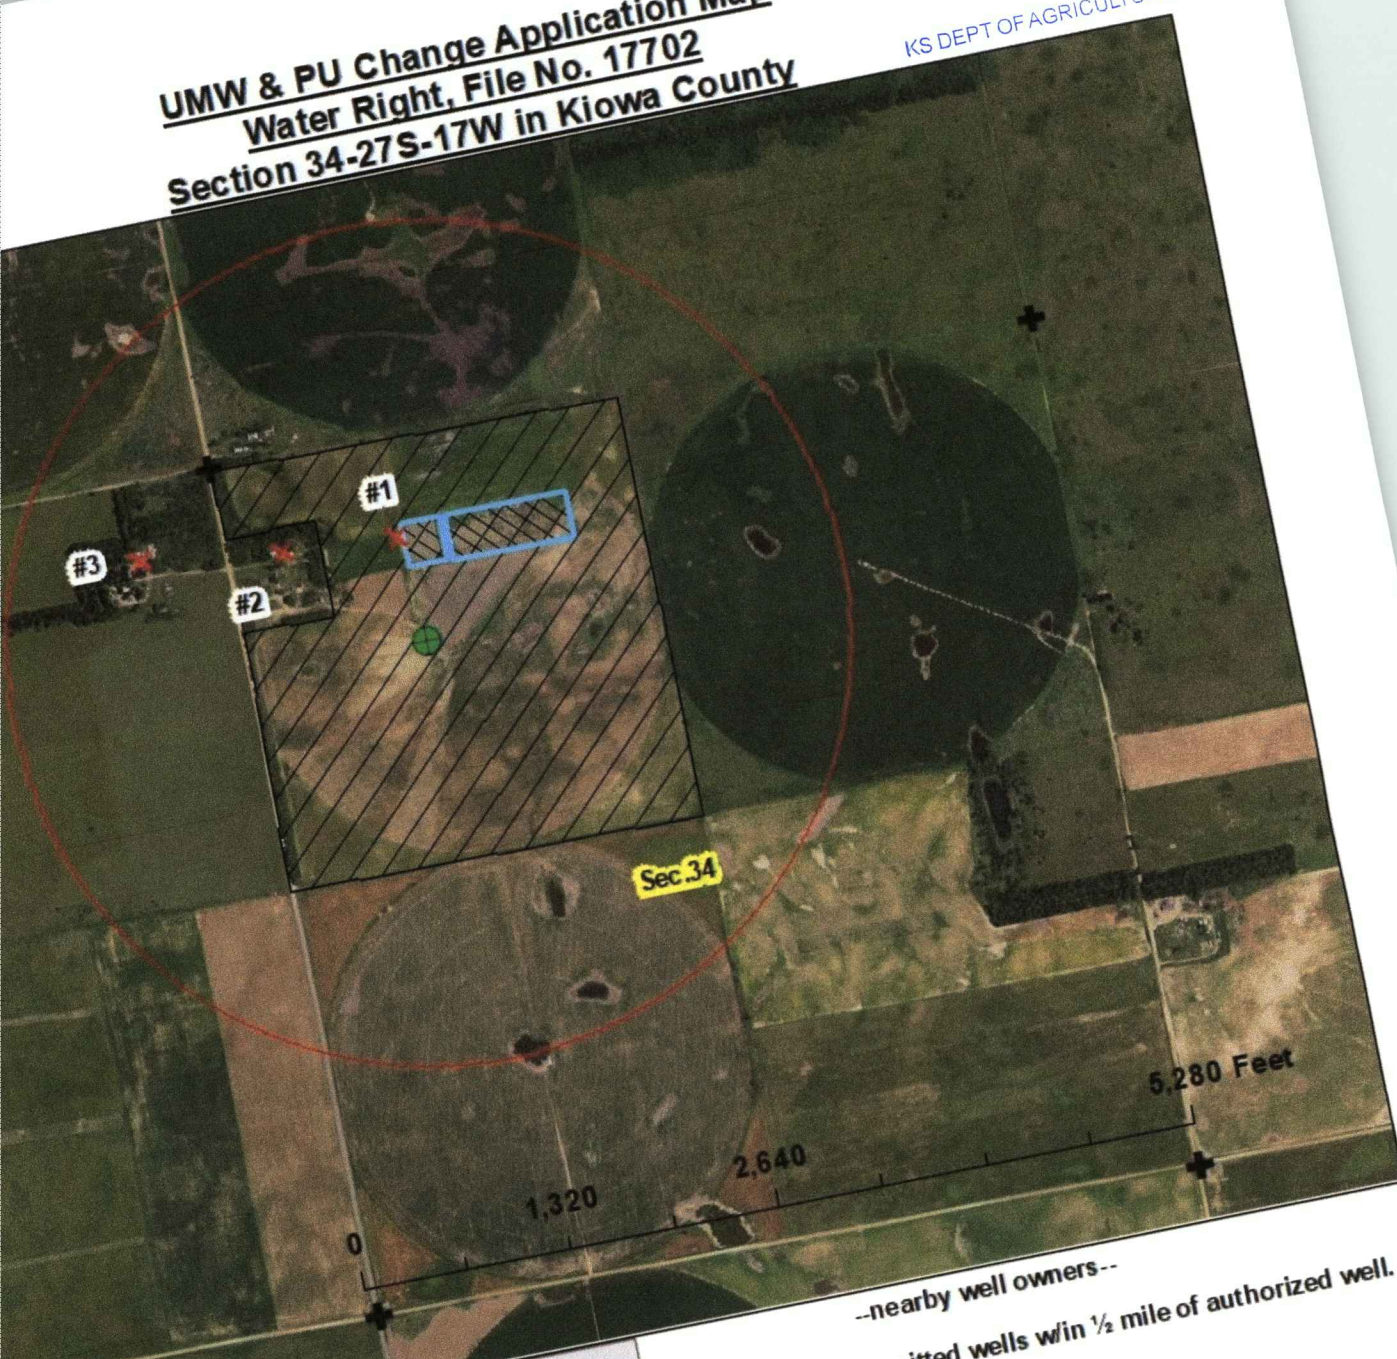 UMW & PU Change Application Map
Water Right, File No. 17702
Section 34-27S-17W in Kiowa County
KS DEPT OF
#1
#3
#2
Sec.34
5,280 Feet
2,640
1,320
0
--nearby well owners--
wells w/in ½ mile of authorized well.